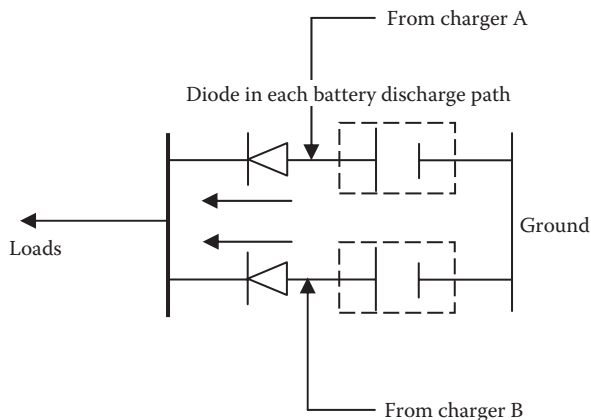 From charger A
Diode in each battery discharge path
Ground
Loads
From charger B